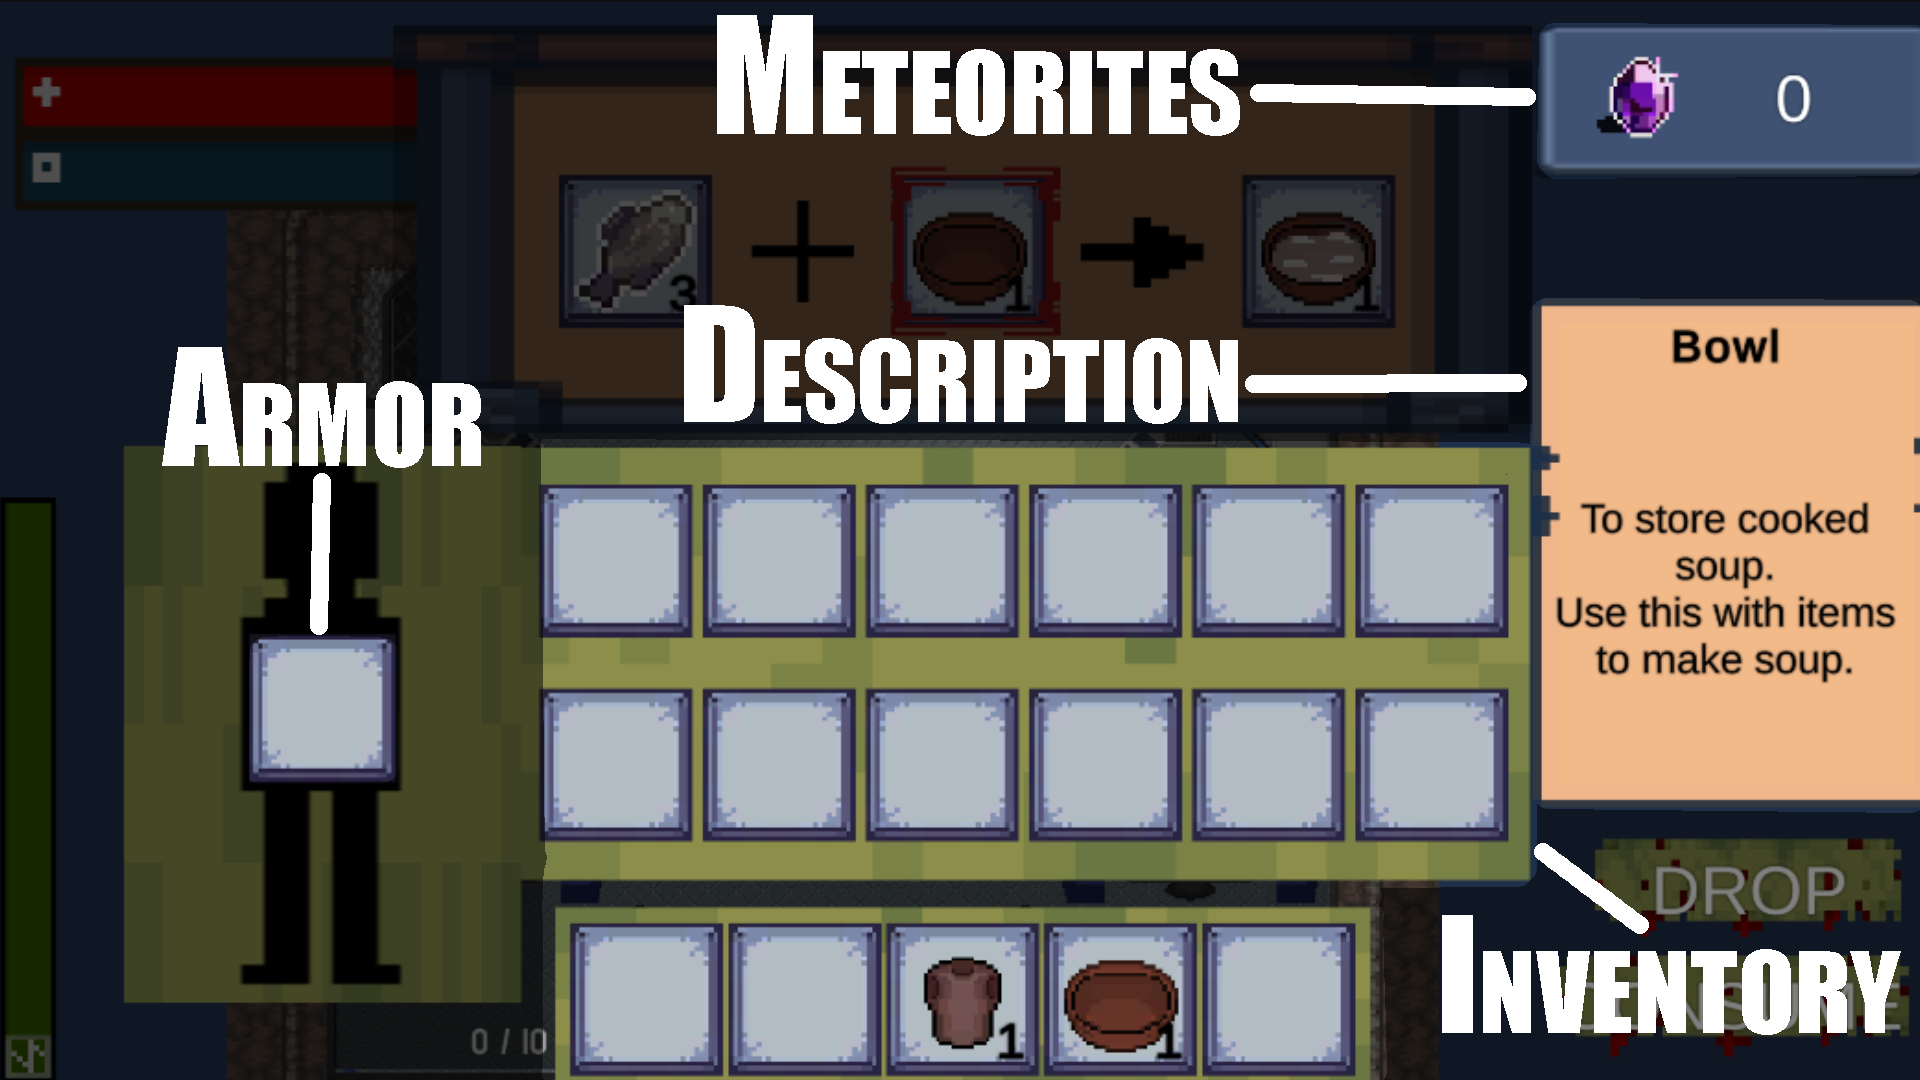 METEORITES
0
3
1
1
DESCRIPTION
Bowl
ARMOR
To store cooked
soup.
Use this with items
to make soup.
DROP
INVENTORY
0 / 10
1
1